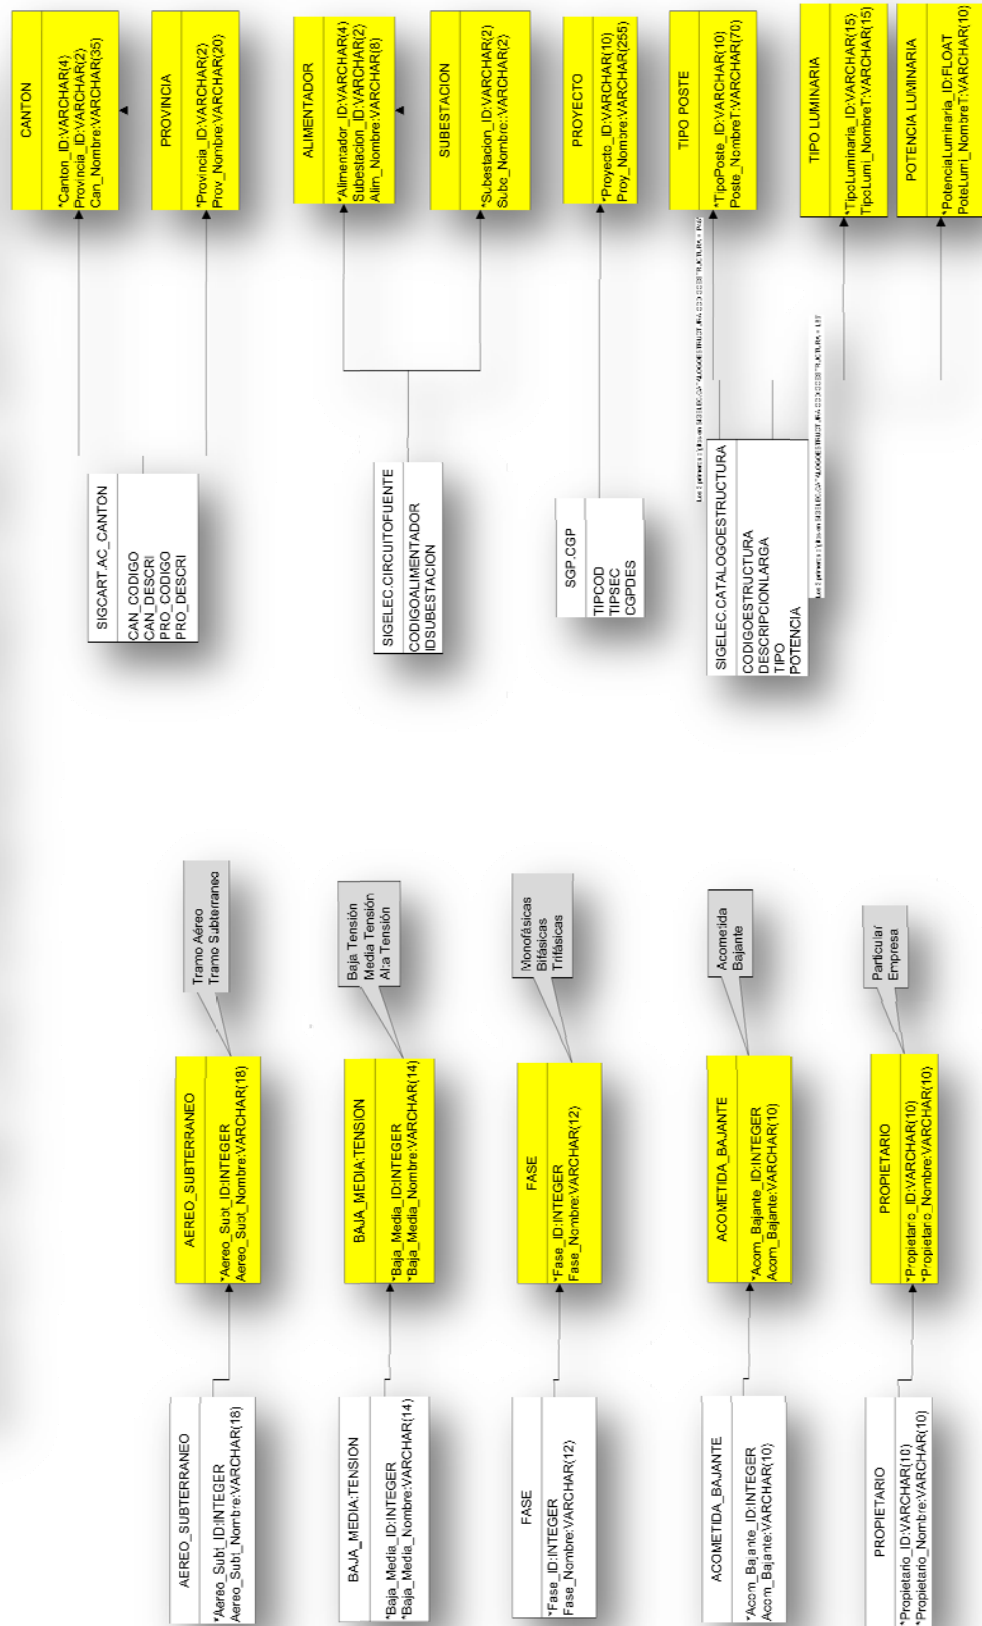 AEREO_SUBTERRANEO
*Aereo_Subt_ID:INTEGER
Aereo_Subt_Nombre:VARCHAR(18)
AEREO_SUBTERRANEO
*Aereo_Subt_ID:INTEGER
Aereo_Subt_Nombre:VARCHAR(18)
Tramo Aéreo
Tramo Subterraneo
BAJA_MEDIA:TENSION
*Baja_Media_ID:INTEGER
*Baja_Media_Nombre:VARCHAR(14)
BAJA_MEDIA:TENSION
*Baja_Media_ID:INTEGER
*Baja_Media_Nombre:VARCHAR(14)
Baja Tensión
Media Tensión
Alta Tensión
FASE
*Fase_ID:INTEGER
Fase_Nombre:VARCHAR(12)
FASE
*Fase_ID:INTEGER
Fase_Nombre:VARCHAR(12)
Monofásicas
Bifásicas
Trifásicas
ACOMETIDA_BAJANTE
*Acom_Bajante_ID:INTEGER
Acom_Bajante:VARCHAR(10)
ACOMETIDA_BAJANTE
*Acom_Bajante_ID:INTEGER
Acom_Bajante:VARCHAR(10)
Acometida
Bajante
PROPIETARIO
*Propietario_ID:VARCHAR(10)
*Propietario_Nombre:VARCHAR(10)
PROPIETARIO
*Propietario_ID:VARCHAR(10)
*Propietario_Nombre:VARCHAR(10)
Particular
Empresa
SIGCART.AC_CANTON
CAN_CODIGO
CAN_DESCRI
PRO_CODIGO
PRO_DESCRI
CANTON
*Canton_ID:VARCHAR(4)
Provincia_ID:VARCHAR(2)
Can_Nombre:VARCHAR(35)
PROVINCIA
*Provincia_ID:VARCHAR(2)
Prov_Nombre:VARCHAR(20)
SIGELEC.CIRCUITOFUENTE
CODIGOALIMENTADOR
IDSUBESTACION
ALIMENTADOR
*Alimentador_ID:VARCHAR(4)
Subestacion_ID:VARCHAR(2)
Alim_Nombre:VARCHAR(8)
SUBESTACION
*Subestacion_ID:VARCHAR(2)
Sube_Nombre::VARCHAR(2)
SGP.CGP
TIPCOD
TIPSEC
CGPDES
PROYECTO
*Proyecto_ID:VARCHAR(10)
Proy_Nombre:VARCHAR(255)
SIGELEC.CATALOGOESTRUCTURA
CODIGOESTRUCTURA
DESCRIPCIONLARGA
TIPO
POTENCIA
TIPO POSTE
*TipoPoste_ID:VARCHAR(10)
Poste_NombreT:VARCHAR(70)
TIPO LUMINARIA
*TipoLuminaria_ID:VARCHAR(15)
TipoLumi_NombreT:VARCHAR(15)
POTENCIA LUMINARIA
*PotenciaLuminaria_ID:FLOAT
PoteLumi_NombreT:VARCHAR(10)